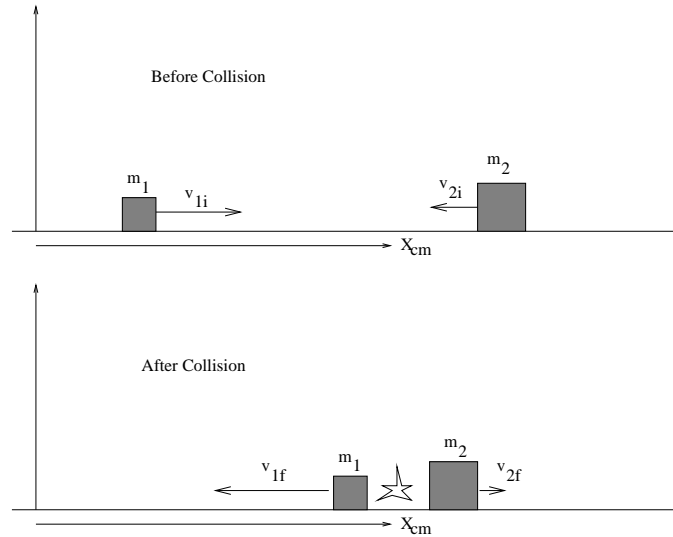 Before Collision
m1
v1i
v2i
m2
Xcm
After Collision
v1f
m1
m2
v2f
Xcm